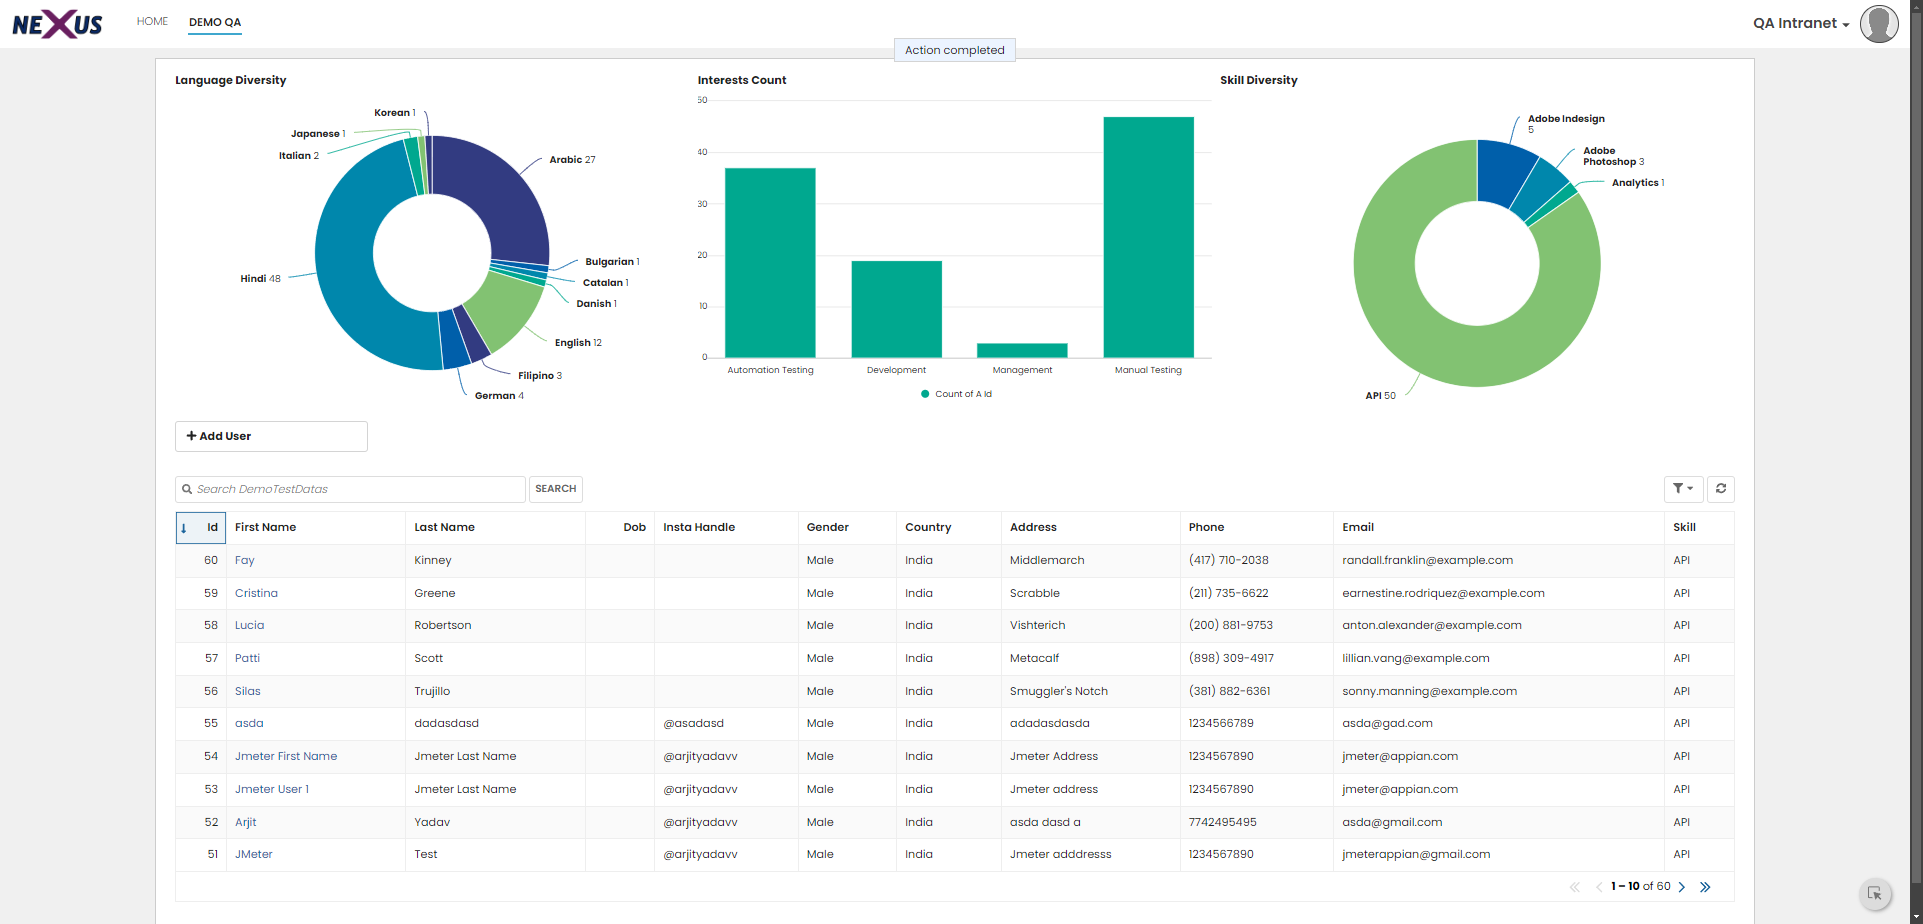 NEXUS
HOME
DEMO QA
QA Intranet
Action completed
Language Diversity
Korean 1
Japanese 1
Italian 2
Arabic 27
Hindi 48
Bulgarian 1
Catalan 1
Danish 1
English 12
Filipino 3
German 4
Interests Count
50
40
30
20
10
0
Automation Testing Development Management Manual Testing
Count of A Id
Skill Diversity
Adobe Indesign
5
Adobe
Photoshop 3
Analytics 1
API 50
Add User
Search DemoTestDatas SEARCH
Id First Name Last Name Dob Insta Handle Gender Country Address Phone Email Skill
60 Fay Kinney Male India Middlemarch (417) 710-2038 randall.franklin@example.com API
59 Cristina Greene Male India Scrabble (211) 735-6622 earnestine.rodriquez@example.com API
58 Lucia Robertson Male India Vishterich (200) 881-9753 anton.alexander@example.com API
57 Patti Scott Male India Metacalf (898) 309-4917 lillian.vang@example.com API
56 Silas Trujillo Male India Smuggler's Notch (381) 882-6361 sonny.manning@example.com API
55 asda dadasdasd @asadasd Male India adadasdasda 1234566789 asda@gad.com API
54 Jmeter First Name Jmeter Last Name @arjityadavv Male India Jmeter Address 1234567890 jmeter@appian.com API
53 Jmeter User 1 Jmeter Last Name @arjityadavv Male India Jmeter address 1234567890 jmeter@appian.com API
52 Arjit Yadav @arjityadavv Male India asda dasd a 7742495495 asda@gmail.com API
51 JMeter Test @arjityadavv Male India Jmeter adddresss 1234567890 jmeterappian@gmail.com API
1 – 10 of 60